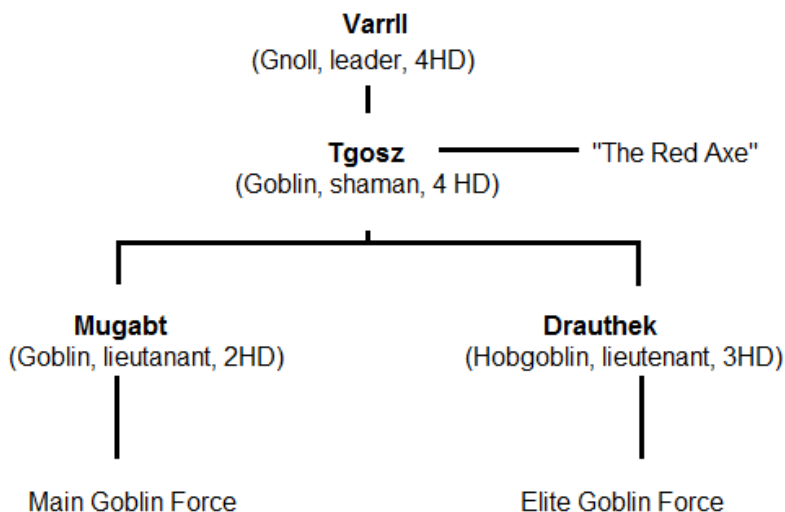 Varrll
(Gnoll, leader, 4HD)
Tgosz
"The Red Axe"
(Goblin, shaman, 4 HD)
Mugabt
Drauthek
(Goblin, lieutanant, 2HD)
(Hobgoblin, lieutenant, 3HD)
Main Goblin Force
Elite Goblin Force